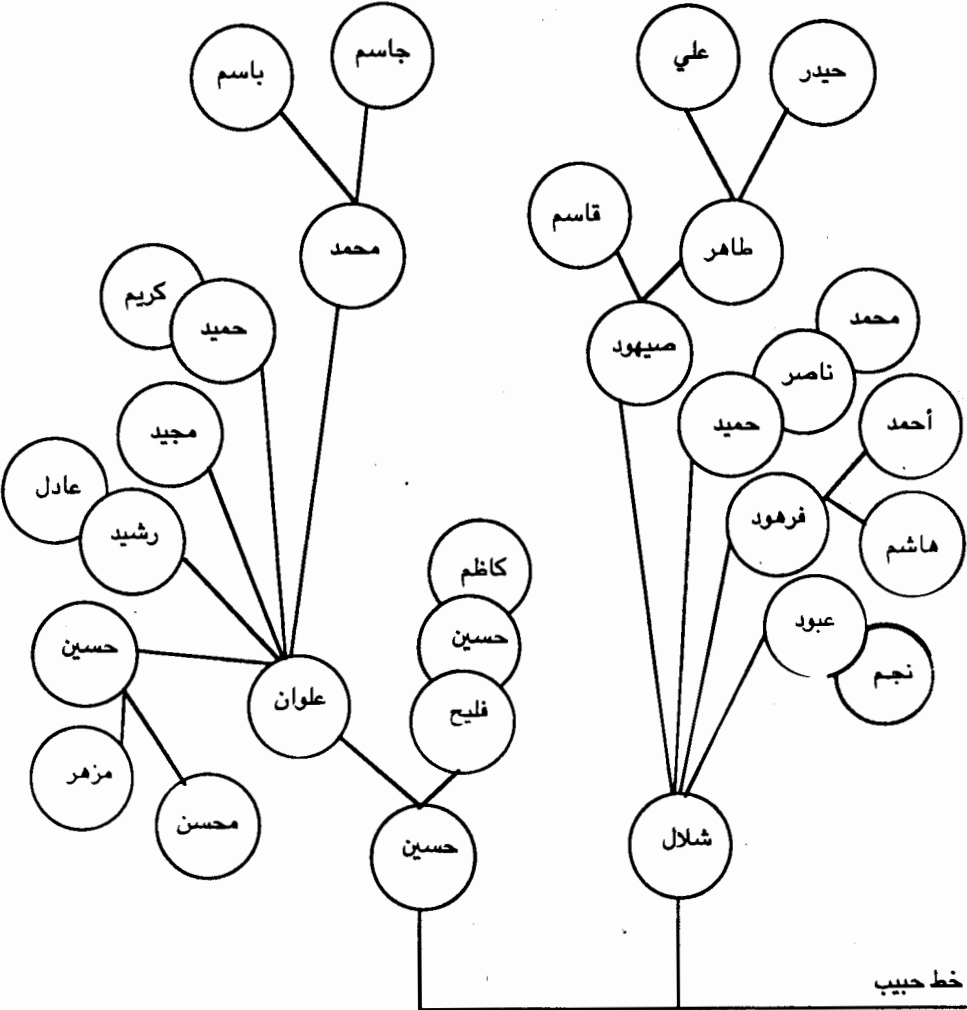 جاسم
باسم
علي
حيدر
قاسم
طاهر
محمد
كريم
حميد
صيهود
محمد
ناصر
حميد
أحمد
مجيد
عادل
رشيد
فرهود
هاشم
كاظم
حسين
فليح
عبود
نجم
حسين
علوان
مزهر
محسن
حسين
شلال
خط حبيب